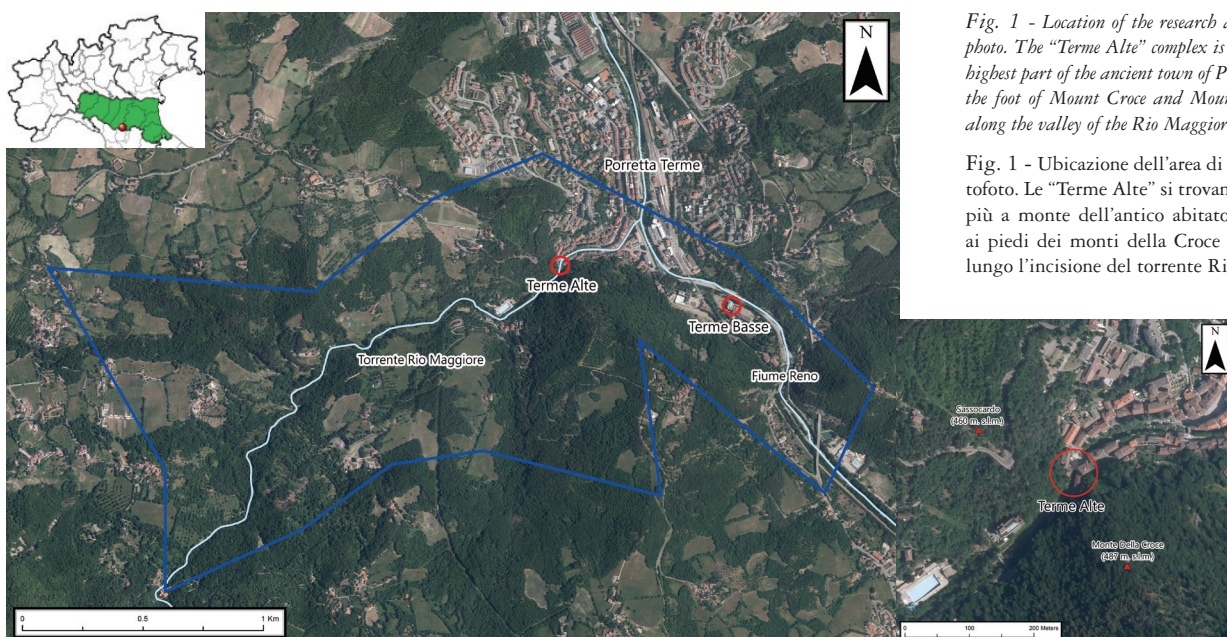 Fig. 1 - Location of the research a
photo. The “Terme Alte” complex is
highest part of the ancient town of P
the foot of Mount Croce and Moun
along the valley of the Rio Maggior
Fig. 1 - Ubicazione dell’area di
tofoto. Le “Terme Alte” si trovan
più a monte dell’antico abitato
ai piedi dei monti della Croce
lungo l’incisione del torrente Ri
N
Porretta Terme
Terme Alte
Terme Basse
Torrente Rio Maggiore
Fiume Reno
0 0.5 1 Km
N
Sassocardo
(460 m. s.l.m.)
Terme Alte
Monte Della Croce
(487 m. s.l.m.)
0 100 200 Meters